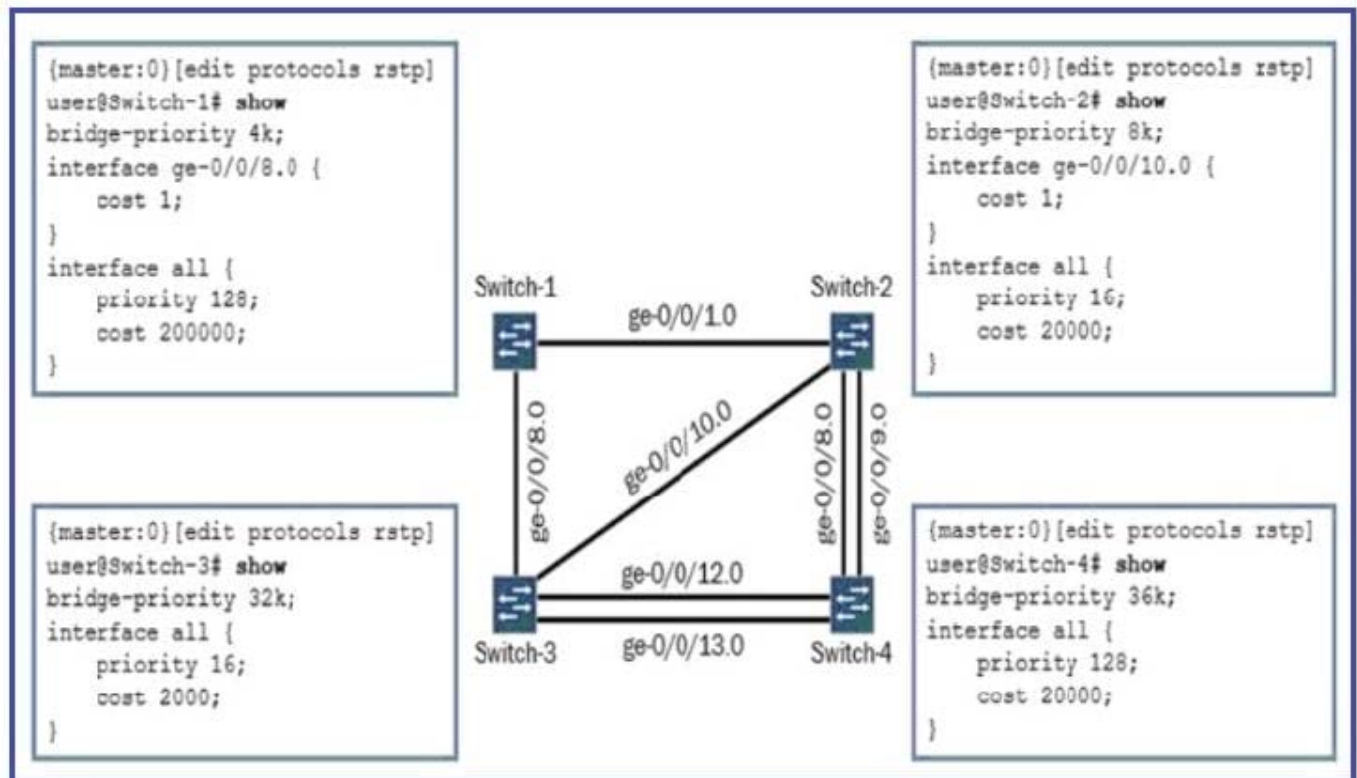 {master:0}[edit protocols rstp]
user@Switch-1# show
bridge-priority 4k;
interface ge-0/0/8.0 {
cost 1;
}
interface all {
priority 128;
cost 200000;
}
{master:0}[edit protocols rstp]
user@Switch-2# show
bridge-priority 8k;
interface ge-0/0/10.0 {
cost 1;
}
interface all {
priority 16;
cost 20000;
}
Switch-1
Switch-2
ge-0/0/1.0
ge-0/0/8.0
ge-0/0/10.0
ge-0/0/8.0
ge-0/0/9.0
ge-0/0/12.0
Switch-3
ge-0/0/13.0
Switch-4
{master:0}[edit protocols rstp]
user@Switch-3# show
bridge-priority 32k;
interface all {
priority 16;
cost 2000;
}
{master:0}[edit protocols rstp]
user@Switch-4# show
bridge-priority 36k;
interface all {
priority 128;
cost 20000;
}